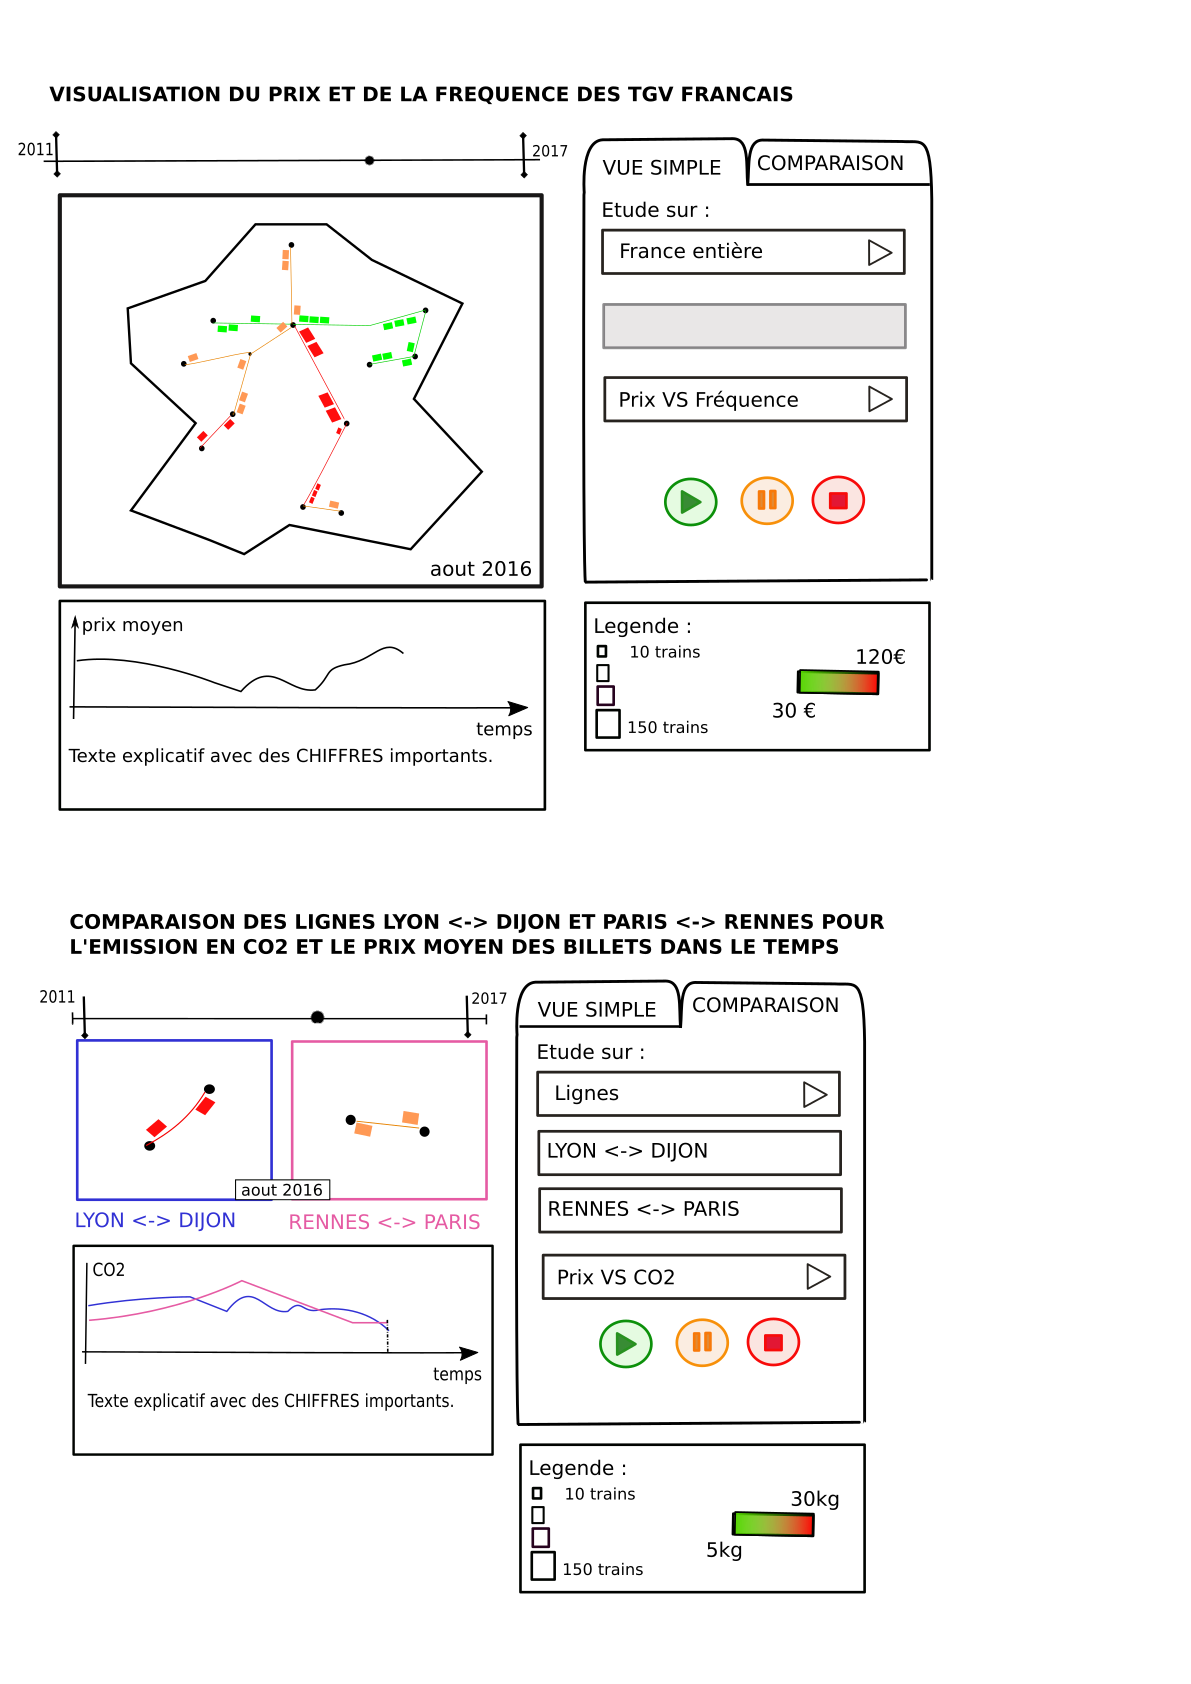 VISUALISATION DU PRIX ET DE LA FREQUENCE DES TGV FRANCAIS
2011
2017
VUE SIMPLE
COMPARAISON
Etude sur :
France entière
Prix VS Fréquence
aout 2016
prix moyen
temps
Texte explicatif avec des CHIFFRES importants.
Legende :
10 trains
150 trains
120€
30 €
COMPARAISON DES LIGNES LYON <-> DIJON ET PARIS <-> RENNES POUR
L'EMISSION EN CO2 ET LE PRIX MOYEN DES BILLETS DANS LE TEMPS
2011
2017
VUE SIMPLE
COMPARAISON
Etude sur :
Lignes
LYON <-> DIJON
RENNES <-> PARIS
Prix VS CO2
aout 2016
LYON <-> DIJON
RENNES <-> PARIS
CO2
temps
Texte explicatif avec des CHIFFRES importants.
Legende :
10 trains
150 trains
30kg
5kg